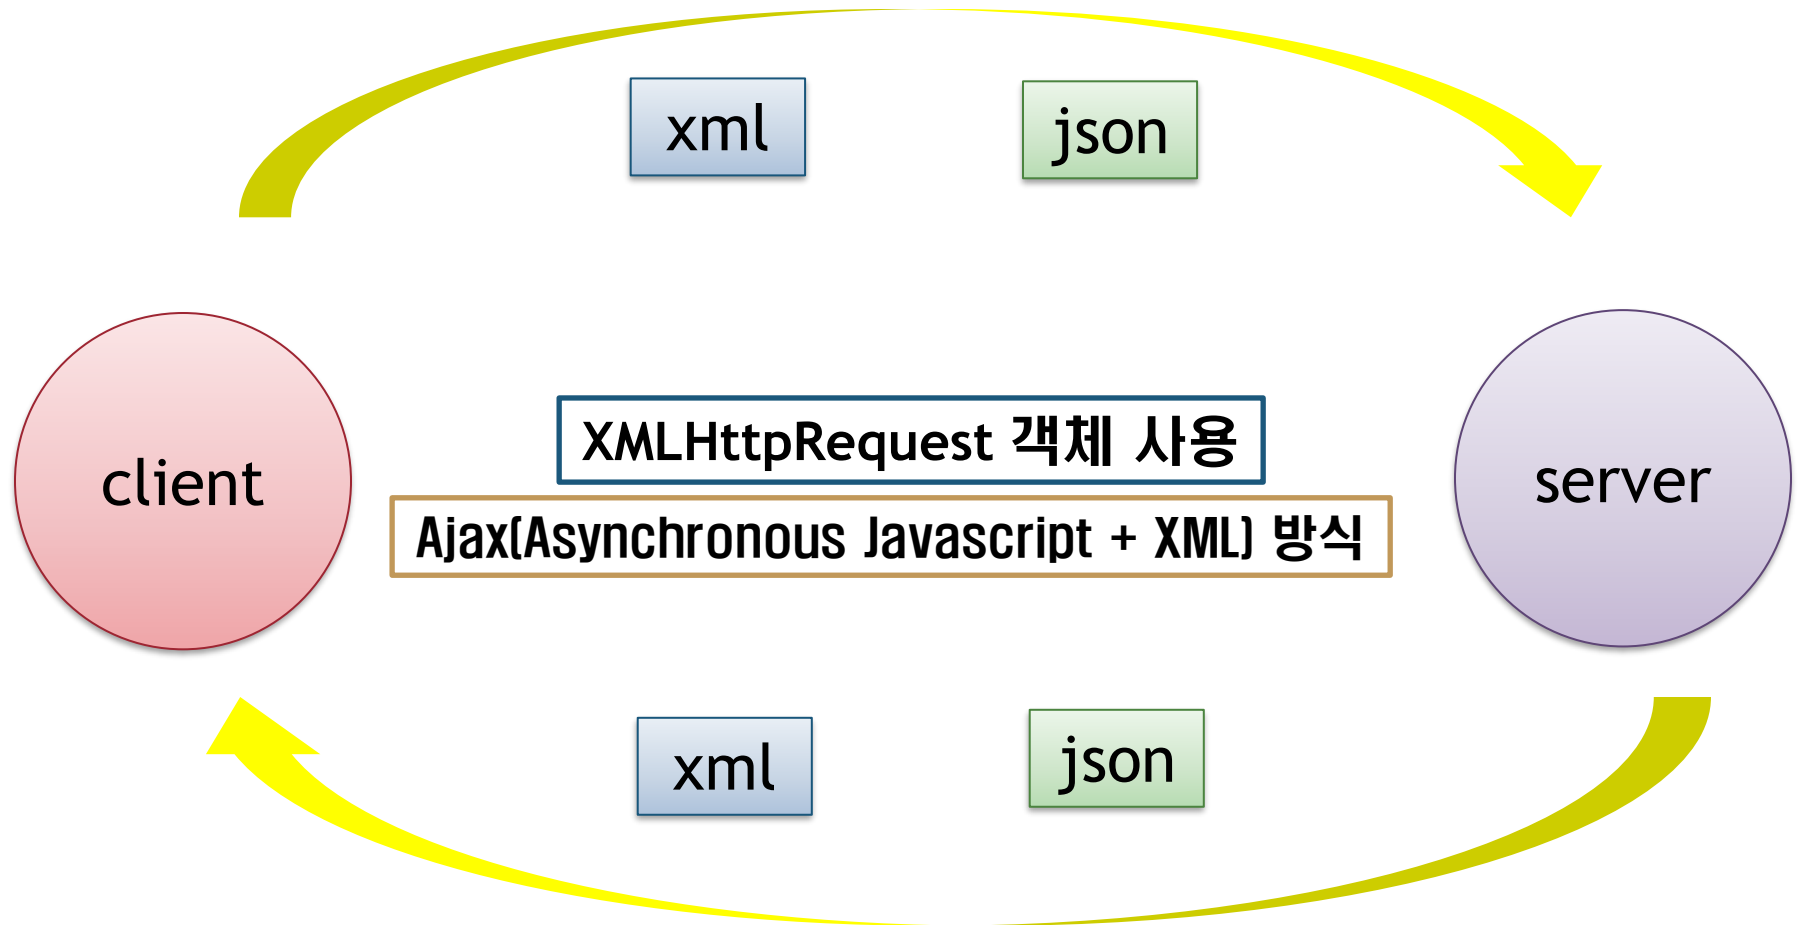 xml
json
client
XMLHttpRequest 객체 사용
Ajax(Asynchronous Javascript + XML) 방식
server
xml
json